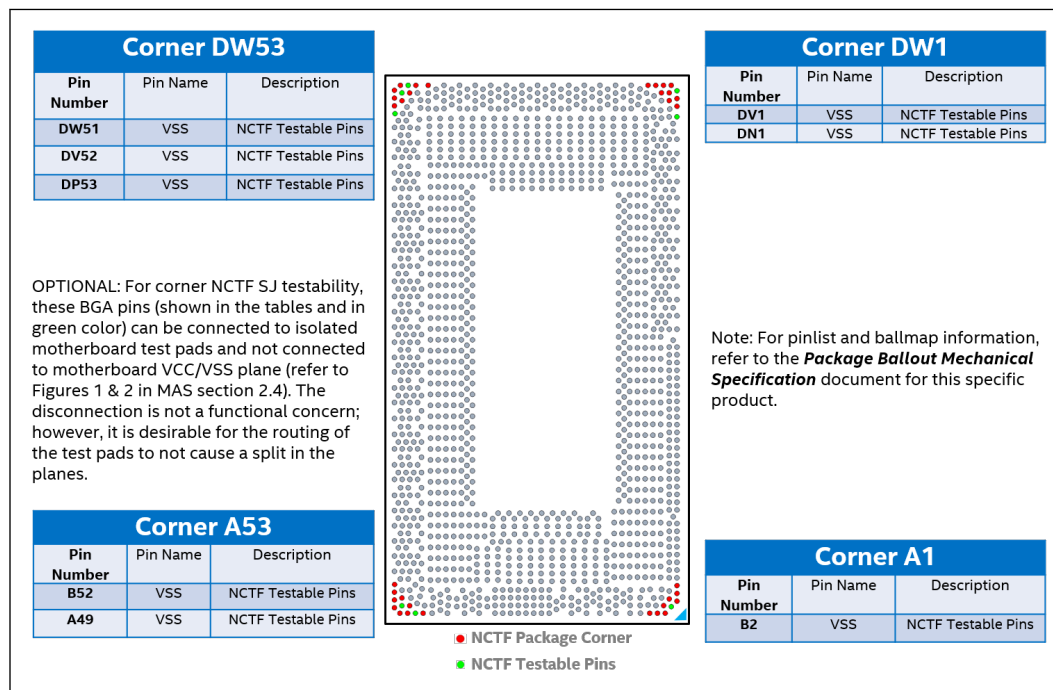 Corner DW53
Pin Number Pin Name Description
DW51 VSS NCTF Testable Pins
DV52 VSS NCTF Testable Pins
DP53 VSS NCTF Testable Pins
Corner DW1
Pin Number Pin Name Description
DV1 VSS NCTF Testable Pins
DN1 VSS NCTF Testable Pins
OPTIONAL: For corner NCTF SJ testability,
these BGA pins (shown in the tables and in
green color) can be connected to isolated
motherboard test pads and not connected
to motherboard VCC/VSS plane (refer to
Figures 1 & 2 in MAS section 2.4). The
disconnection is not a functional concern;
however, it is desirable for the routing of
the test pads to not cause a split in the
planes.
Note: For pinlist and ballmap information,
refer to the Package Ballout Mechanical
Specification document for this specific
product.
Corner A53
Pin Number Pin Name Description
B52 VSS NCTF Testable Pins
A49 VSS NCTF Testable Pins
Corner A1
Pin Number Pin Name Description
B2 VSS NCTF Testable Pins
NCTF Package Corner
NCTF Testable Pins